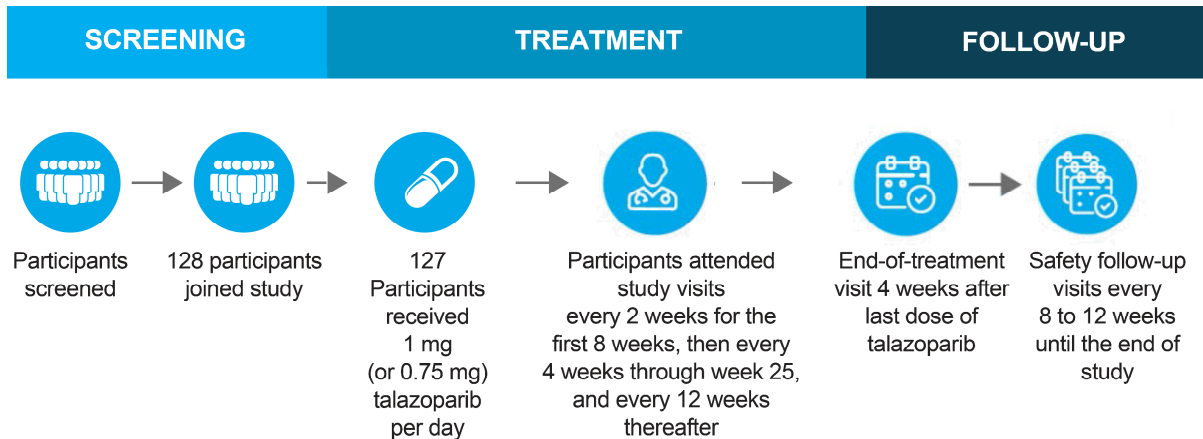 SCREENING
TREATMENT
FOLLOW-UP
Participants
screened
128 participants
joined study
127
Participants
received
1 mg
(or 0.75 mg)
talazoparib
per day
Participants attended
study visits
every 2 weeks for the
first 8 weeks, then every
4 weeks through week 25,
and every 12 weeks
thereafter
End-of-treatment
visit 4 weeks after
last dose of
talazoparib
Safety follow-up
visits every
8 to 12 weeks
until the end of
study